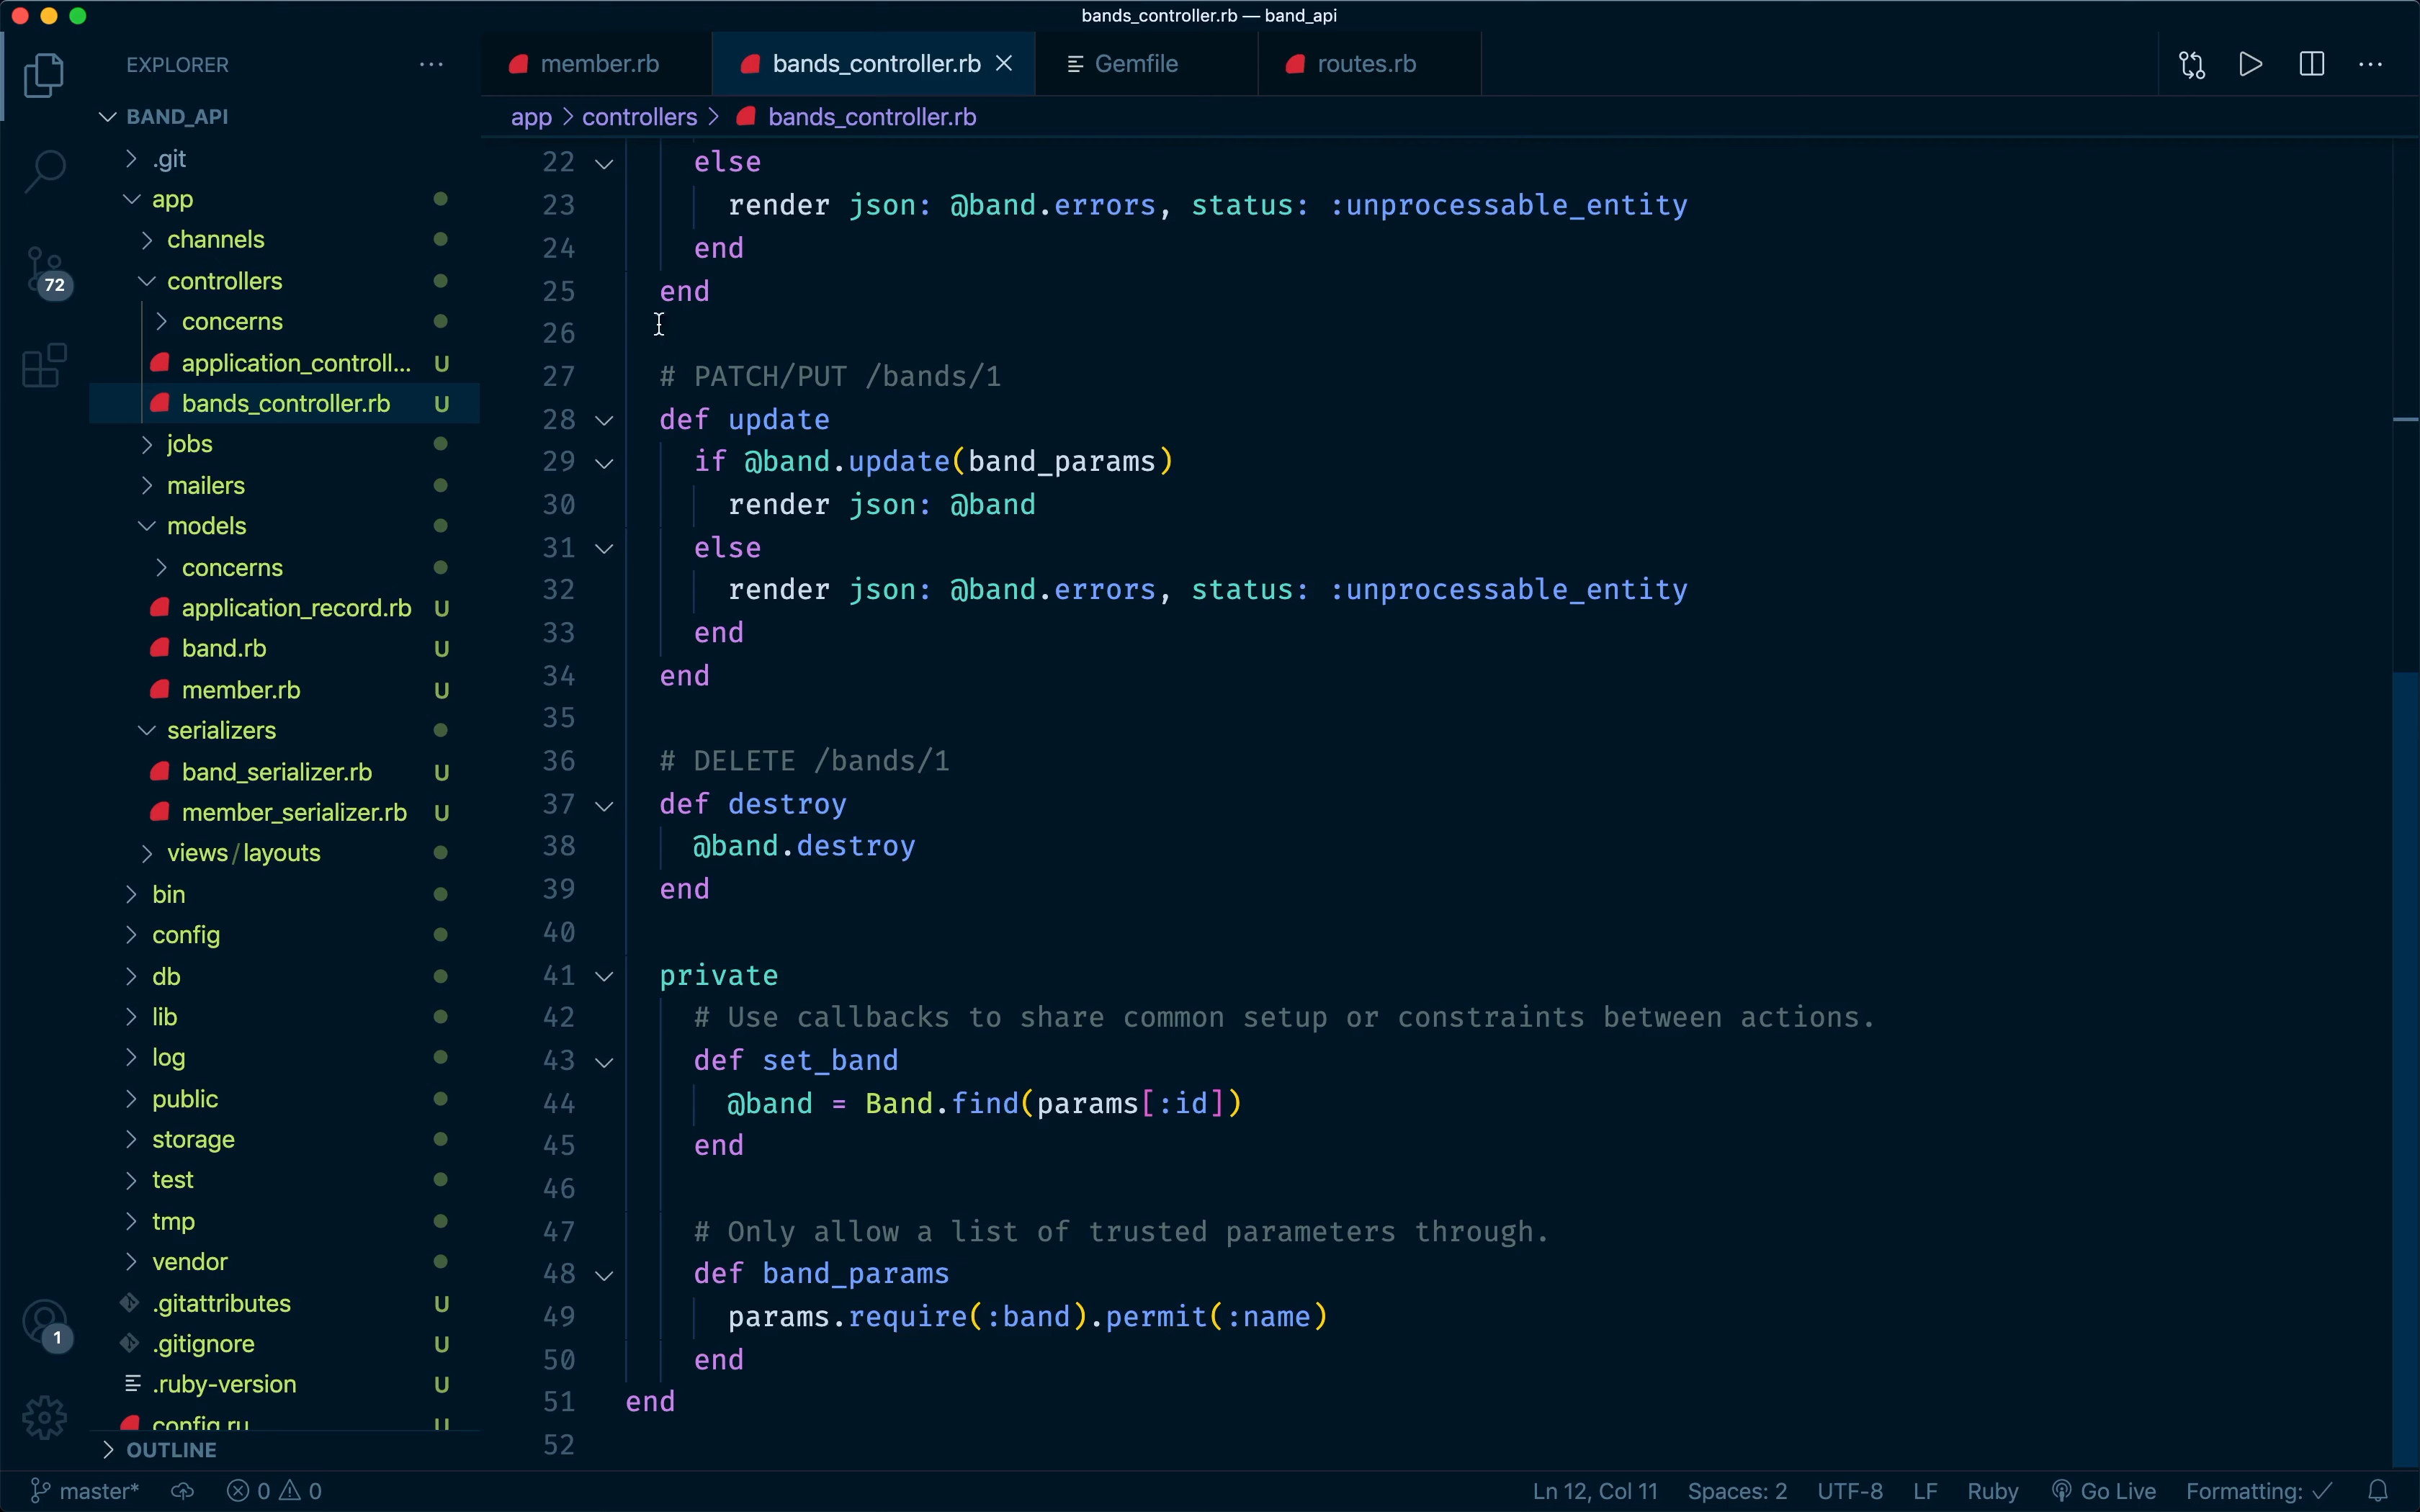 bands_controller.rb — band_api
EXPLORER
member.rb
bands_controller.rb
Gemfile
routes.rb
BAND_API
app > controllers > bands_controller.rb
.git
app
channels
controllers
concerns
application_controll... U
bands_controller.rb U
jobs
mailers
models
concerns
application_record.rb U
band.rb U
member.rb U
serializers
band_serializer.rb U
member_serializer.rb U
views/layouts
bin
config
db
lib
log
public
storage
test
tmp
vendor
.gitattributes U
.gitignore U
.ruby-version U
config.ru U
OUTLINE
72
1
22 else
23 render json: @band.errors, status: :unprocessable_entity
24 end
25 end
26
27 # PATCH/PUT /bands/1
28 def update
29 if @band.update(band_params)
30 render json: @band
31 else
32 render json: @band.errors, status: :unprocessable_entity
33 end
34 end
35
36 # DELETE /bands/1
37 def destroy
38 @band.destroy
39 end
40
41 private
42 # Use callbacks to share common setup or constraints between actions.
43 def set_band
44 @band = Band.find(params[:id])
45 end
46
47 # Only allow a list of trusted parameters through.
48 def band_params
49 params.require(:band).permit(:name)
50 end
51 end
52
master* 0 0 Ln 12, Col 11 Spaces: 2 UTF-8 LF Ruby Go Live Formatting: ✓